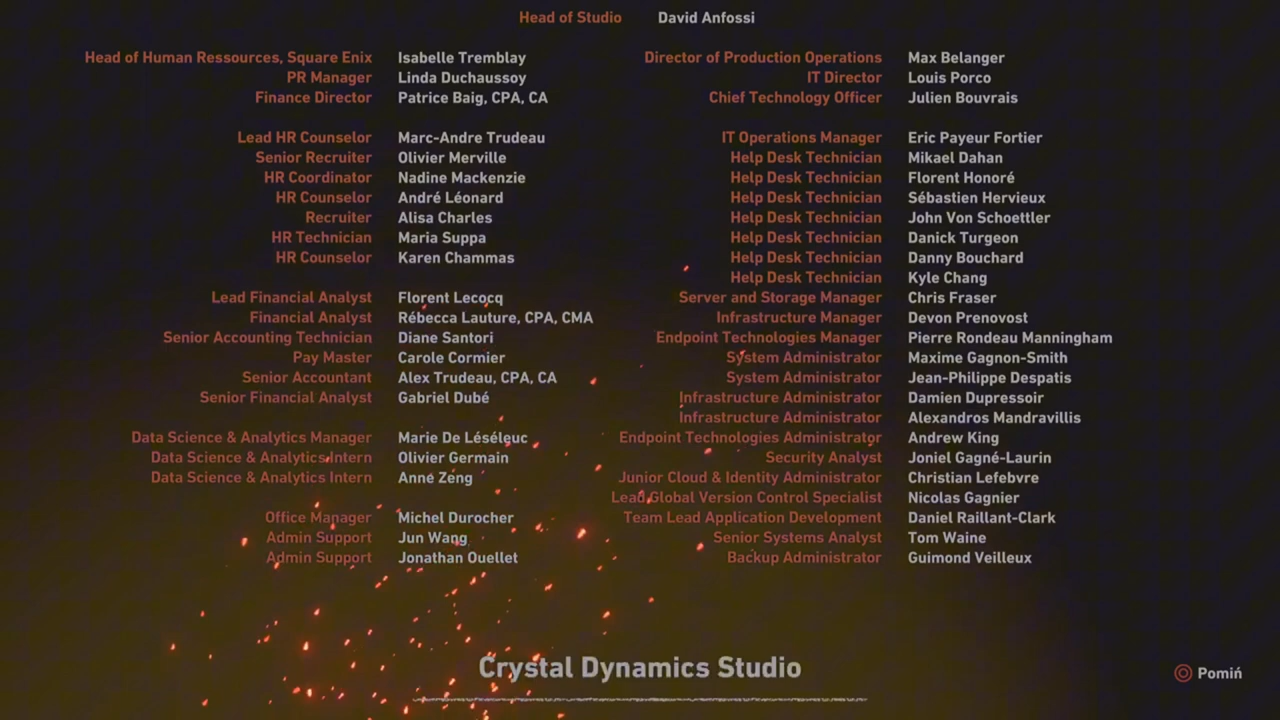 Head of Studio David Anfossi
Head of Human Ressources, Square Enix Isabelle Tremblay
PR Manager Linda Duchaussoy
Finance Director Patrice Baig, CPA, CA
Lead HR Counselor Marc-Andre Trudeau
Senior Recruiter Olivier Merville
HR Coordinator Nadine Mackenzie
HR Counselor André Léonard
Recruiter Alisa Charles
HR Technician Maria Suppa
HR Counselor Karen Chammas
Lead Financial Analyst Florent Lecocq
Financial Analyst Rébecca Lauture, CPA, CMA
Senior Accounting Technician Diane Santori
Pay Master Carole Cormier
Senior Accountant Alex Trudeau, CPA, CA
Senior Financial Analyst Gabriel Dubé
Data Science & Analytics Manager Marie De Léséleuc
Data Science & Analytics Intern Olivier Germain
Data Science & Analytics Intern Anne Zeng
Office Manager Michel Durocher
Admin Support Jun Wang
Admin Support Jonathan Ouellet
Director of Production Operations Max Belanger
IT Director Louis Porco
Chief Technology Officer Julien Bouvrais
IT Operations Manager Eric Payeur Fortier
Help Desk Technician Mikael Dahan
Help Desk Technician Florent Honoré
Help Desk Technician Sébastien Hervieux
Help Desk Technician John Von Schoettler
Help Desk Technician Danick Turgeon
Help Desk Technician Danny Bouchard
Help Desk Technician Kyle Chang
Server and Storage Manager Chris Fraser
Infrastructure Manager Devon Prenovost
Endpoint Technologies Manager Pierre Rondeau Manningham
System Administrator Maxime Gagnon-Smith
System Administrator Jean-Philippe Despatis
Infrastructure Administrator Damien Dupressoir
Infrastructure Administrator Alexandros Mandravillis
Endpoint Technologies Administrator Andrew King
Security Analyst Joniel Gagné-Laurin
Junior Cloud & Identity Administrator Christian Lefebvre
Lead Global Version Control Specialist Nicolas Gagnier
Team Lead Application Development Daniel Raillant-Clark
Senior Systems Analyst Tom Waine
Backup Administrator Guimond Veilleux
Crystal Dynamics Studio
Pomiń